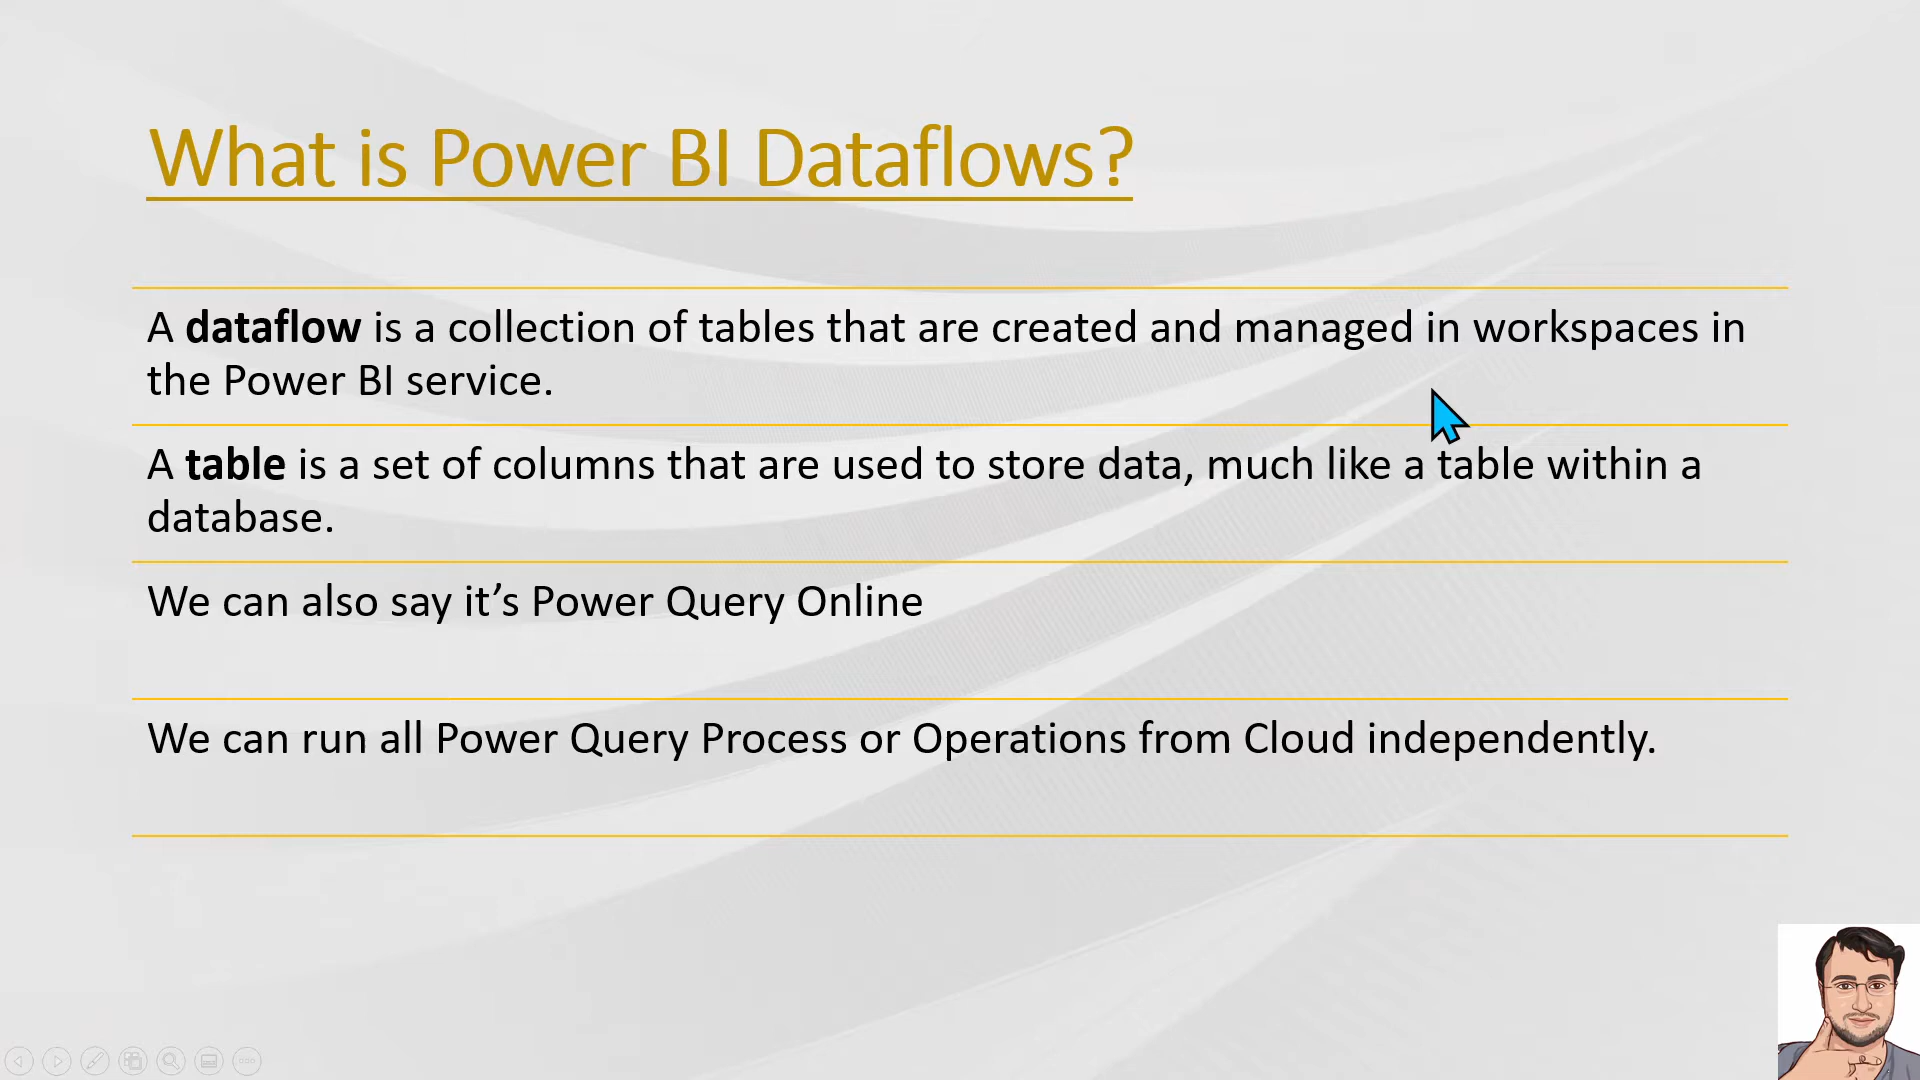 What is Power BI Dataflows?
A dataflow is a collection of tables that are created and managed in workspaces in
the Power BI service.
A table is a set of columns that are used to store data, much like a table within a
database.
We can also say it’s Power Query Online
We can run all Power Query Process or Operations from Cloud independently.